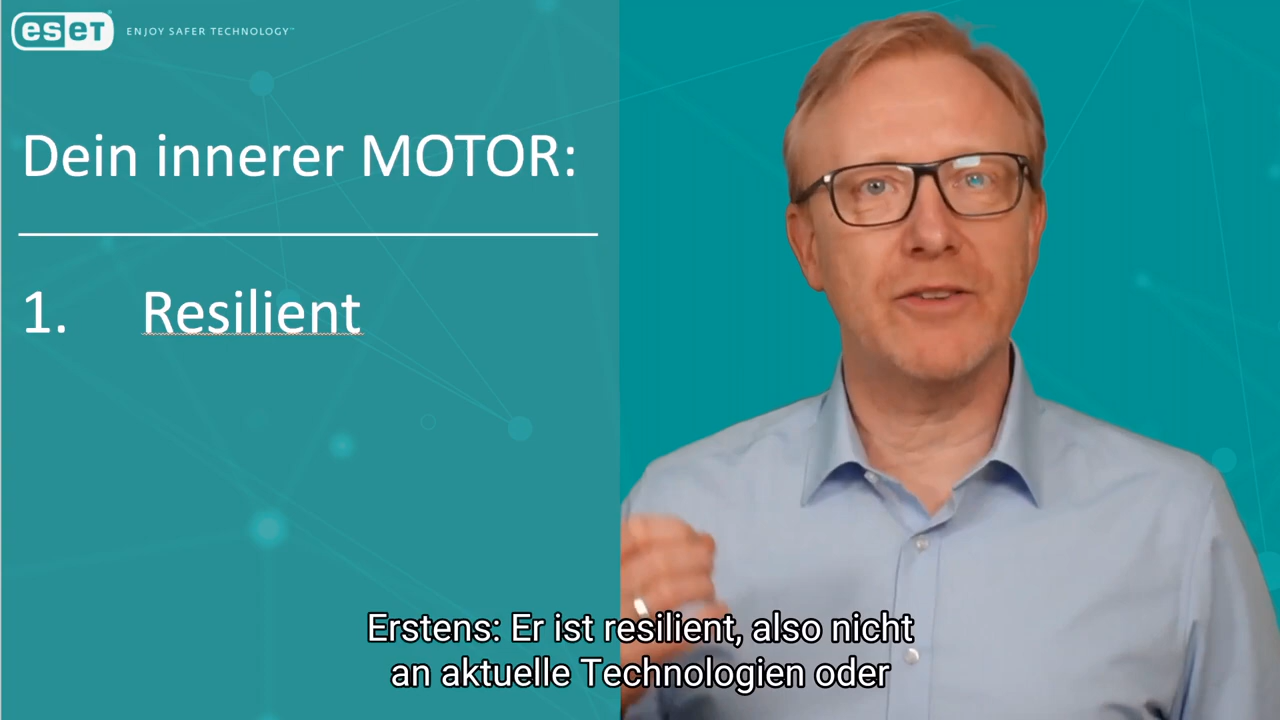 eseT
ENJOY SAFER TECHNOLOGY™
Dein innerer MOTOR:
1. Resilient
Erstens: Er ist resilient, also nicht
an aktuelle Technologien oder